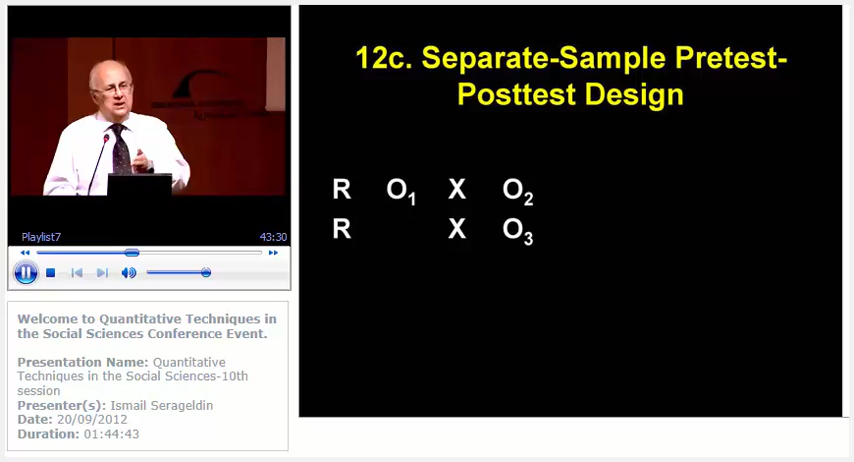 12c. Separate-Sample Pretest-
Posttest Design
R O₁ X O₂
R X O₃
Playlist7 43:30
Welcome to Quantitative Techniques in
the Social Sciences Conference Event.
Presentation Name: Quantitative
Techniques in the Social Sciences-10th
session
Presenter(s): Ismail Serageldin
Date: 20/09/2012
Duration: 01:44:43